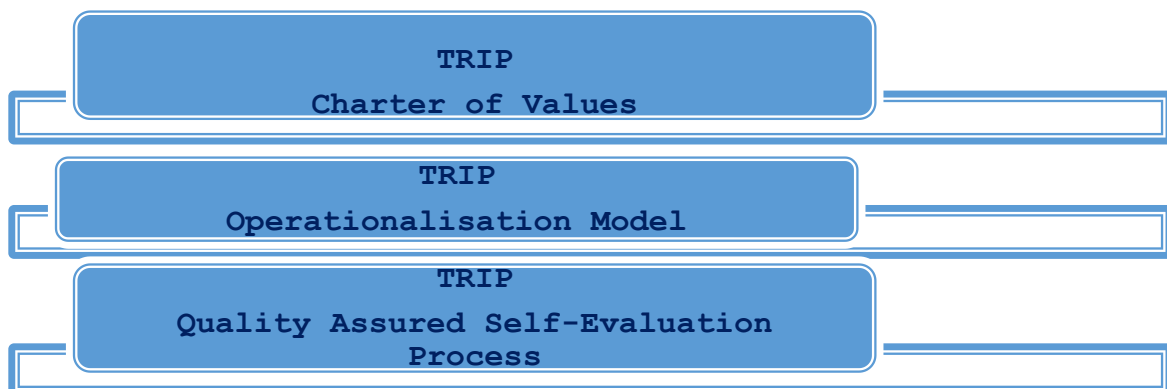 TRIP
Charter of Values
TRIP
Operationalisation Model
TRIP
Quality Assured Self-Evaluation
Process